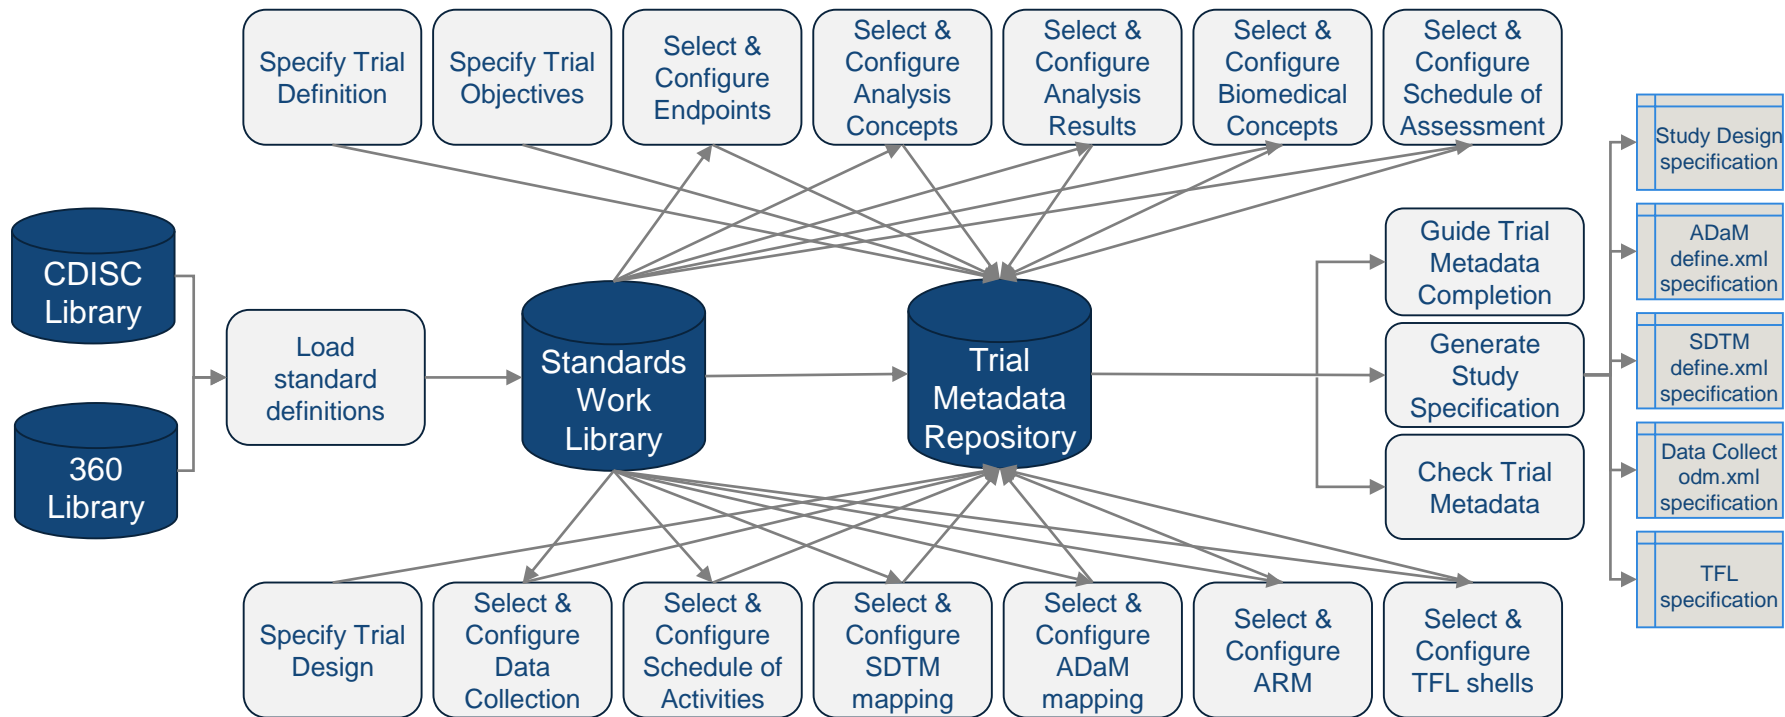 Specify Trial
Definition
Specify Trial
Objectives
Select &
Configure
Endpoints
Select &
Configure
Analysis
Concepts
Select &
Configure
Analysis
Results
Select &
Configure
Biomedical
Concepts
Select &
Configure
Schedule of
Assessment
Study Design
specification
CDISC
Library
Guide Trial
Metadata
Completion
ADaM
define.xml
specification
Load
standard
definitions
Standards
Work
Library
Trial
Metadata
Repository
Generate
Study
Specification
SDTM
define.xml
specification
360
Library
Check Trial
Metadata
Data Collect
odm.xml
specification
Specify Trial
Design
Select &
Configure
Data
Collection
Select &
Configure
Schedule of
Activities
Select &
Configure
SDTM
mapping
Select &
Configure
ADaM
mapping
Select &
Configure
ARM
Select &
Configure
TFL shells
TFL
specification